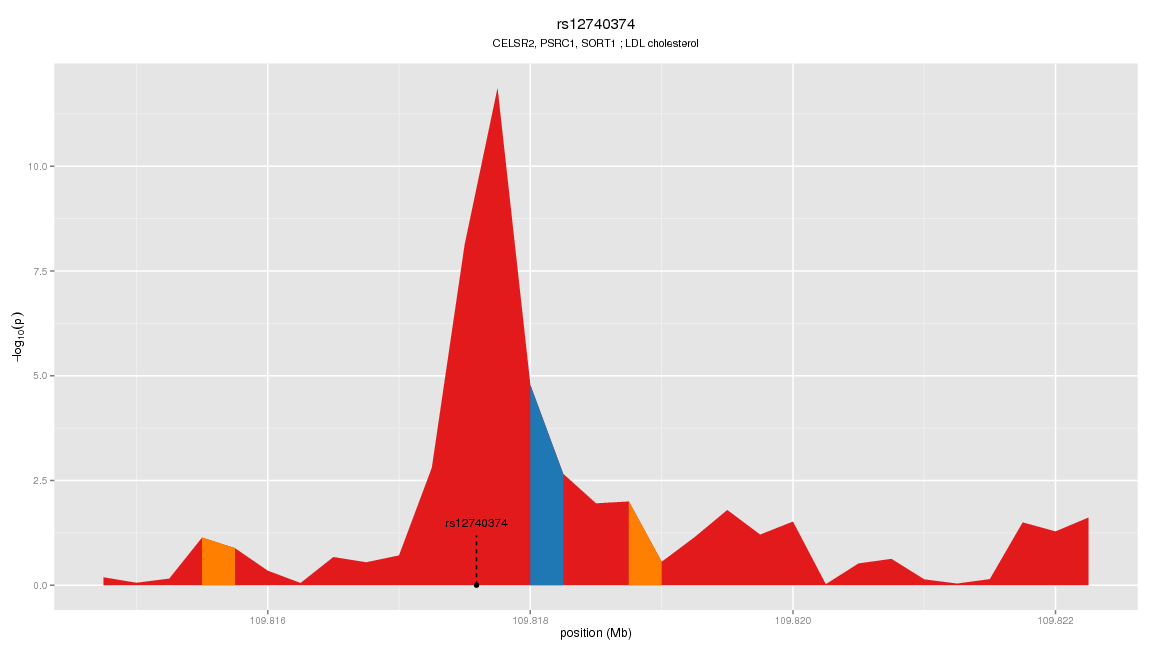 rs12740374
CELSR2, PSRC1, SORT1 ; LDL cholesterol
10.0
7.5
−log10(p)
5.0
2.5
rs12740374
0.0
109.816
109.818
109.820
109.822
position (Mb)